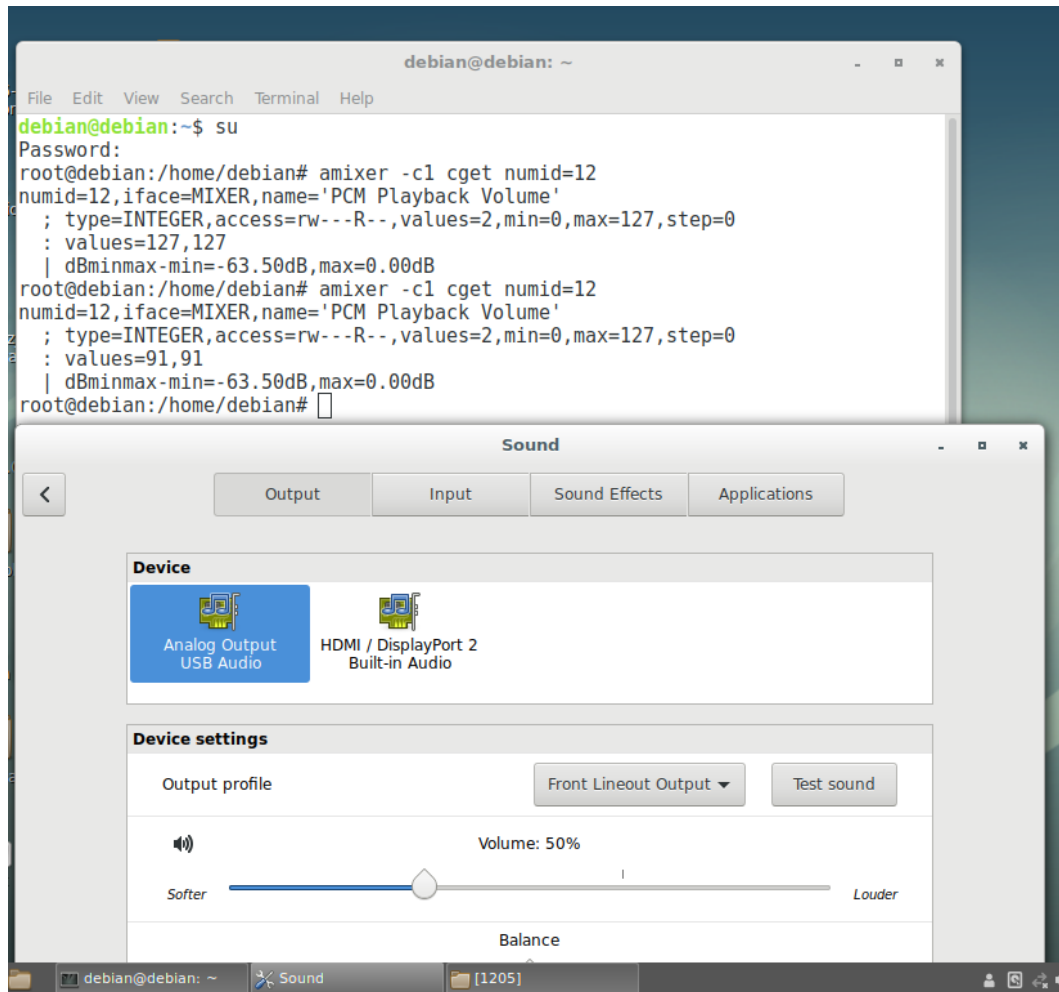 debian@debian: ~
File Edit View Search Terminal Help
debian@debian:~$ su
Password:
root@debian:/home/debian# amixer -c1 cget numid=12
numid=12,iface=MIXER,name='PCM Playback Volume'
  ; type=INTEGER,access=rw---R--,values=2,min=0,max=127,step=0
  : values=127,127
  | dBminmax-min=-63.50dB,max=0.00dB
root@debian:/home/debian# amixer -c1 cget numid=12
numid=12,iface=MIXER,name='PCM Playback Volume'
  ; type=INTEGER,access=rw---R--,values=2,min=0,max=127,step=0
  : values=91,91
  | dBminmax-min=-63.50dB,max=0.00dB
root@debian:/home/debian#
Sound
Output Input Sound Effects Applications
Device
Analog Output
USB Audio
HDMI / DisplayPort 2
Built-in Audio
Device settings
Output profile Front Lineout Output Test sound
Volume: 50%
Softer Louder
Balance
debian@debian: ~ Sound [1205]